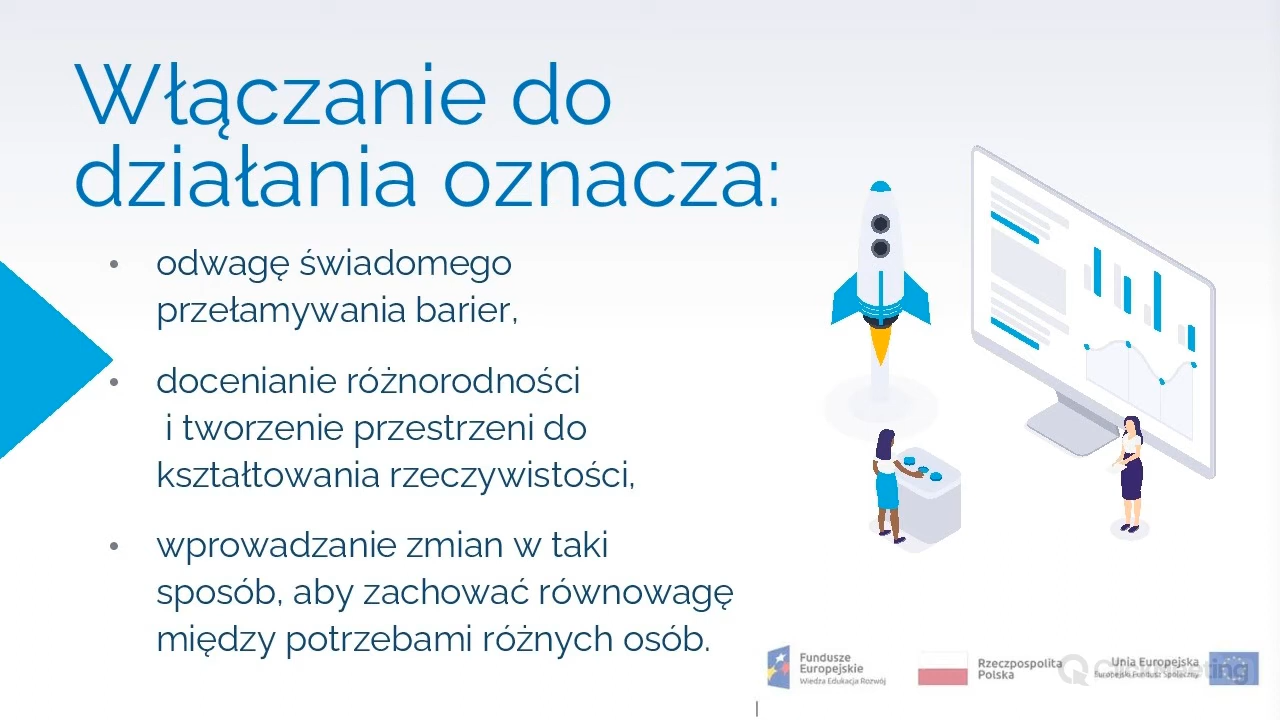 Włączanie do
działania oznacza:
• odwagę świadomego
przełamywania barier,
• docenianie różnorodności
i tworzenie przestrzeni do
kształtowania rzeczywistości,
• wprowadzanie zmian w taki
sposób, aby zachować równowagę
między potrzebami różnych osób.
Fundusze
Europejskie
Wiedza Edukacja Rozwój
Rzeczpospolita
Polska
Unia Europejska
Europejski Fundusz Społeczny
ClickMeeting